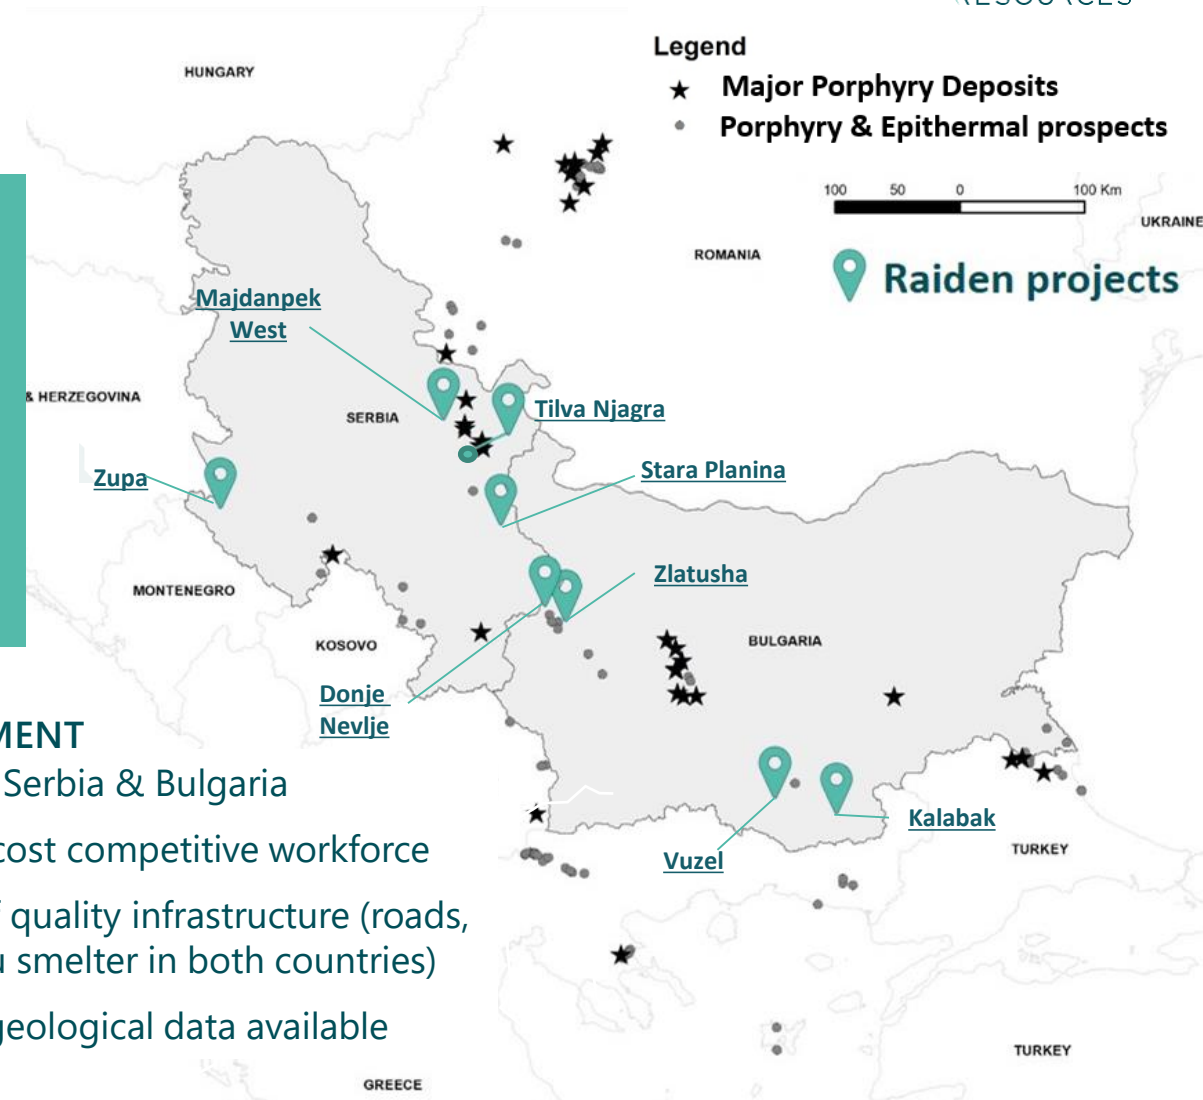 Legend
Major Porphyry Deposits
Porphyry & Epithermal prospects
100 50 0 100 Km
Raiden projects
HUNGARY
UKRAINE
ROMANIA
Majdanpek
West
& HERZEGOVINA
SERBIA
Tilva Njagra
Stara Planina
Zupa
Zlatusha
MONTENEGRO
KOSOVO
BULGARIA
Donje
Nevlje
Kalabak
Vuzel
TURKEY
TURKEY
GREECE
MENT
Serbia & Bulgaria
cost competitive workforce
quality infrastructure (roads,
smelter in both countries)
geological data available